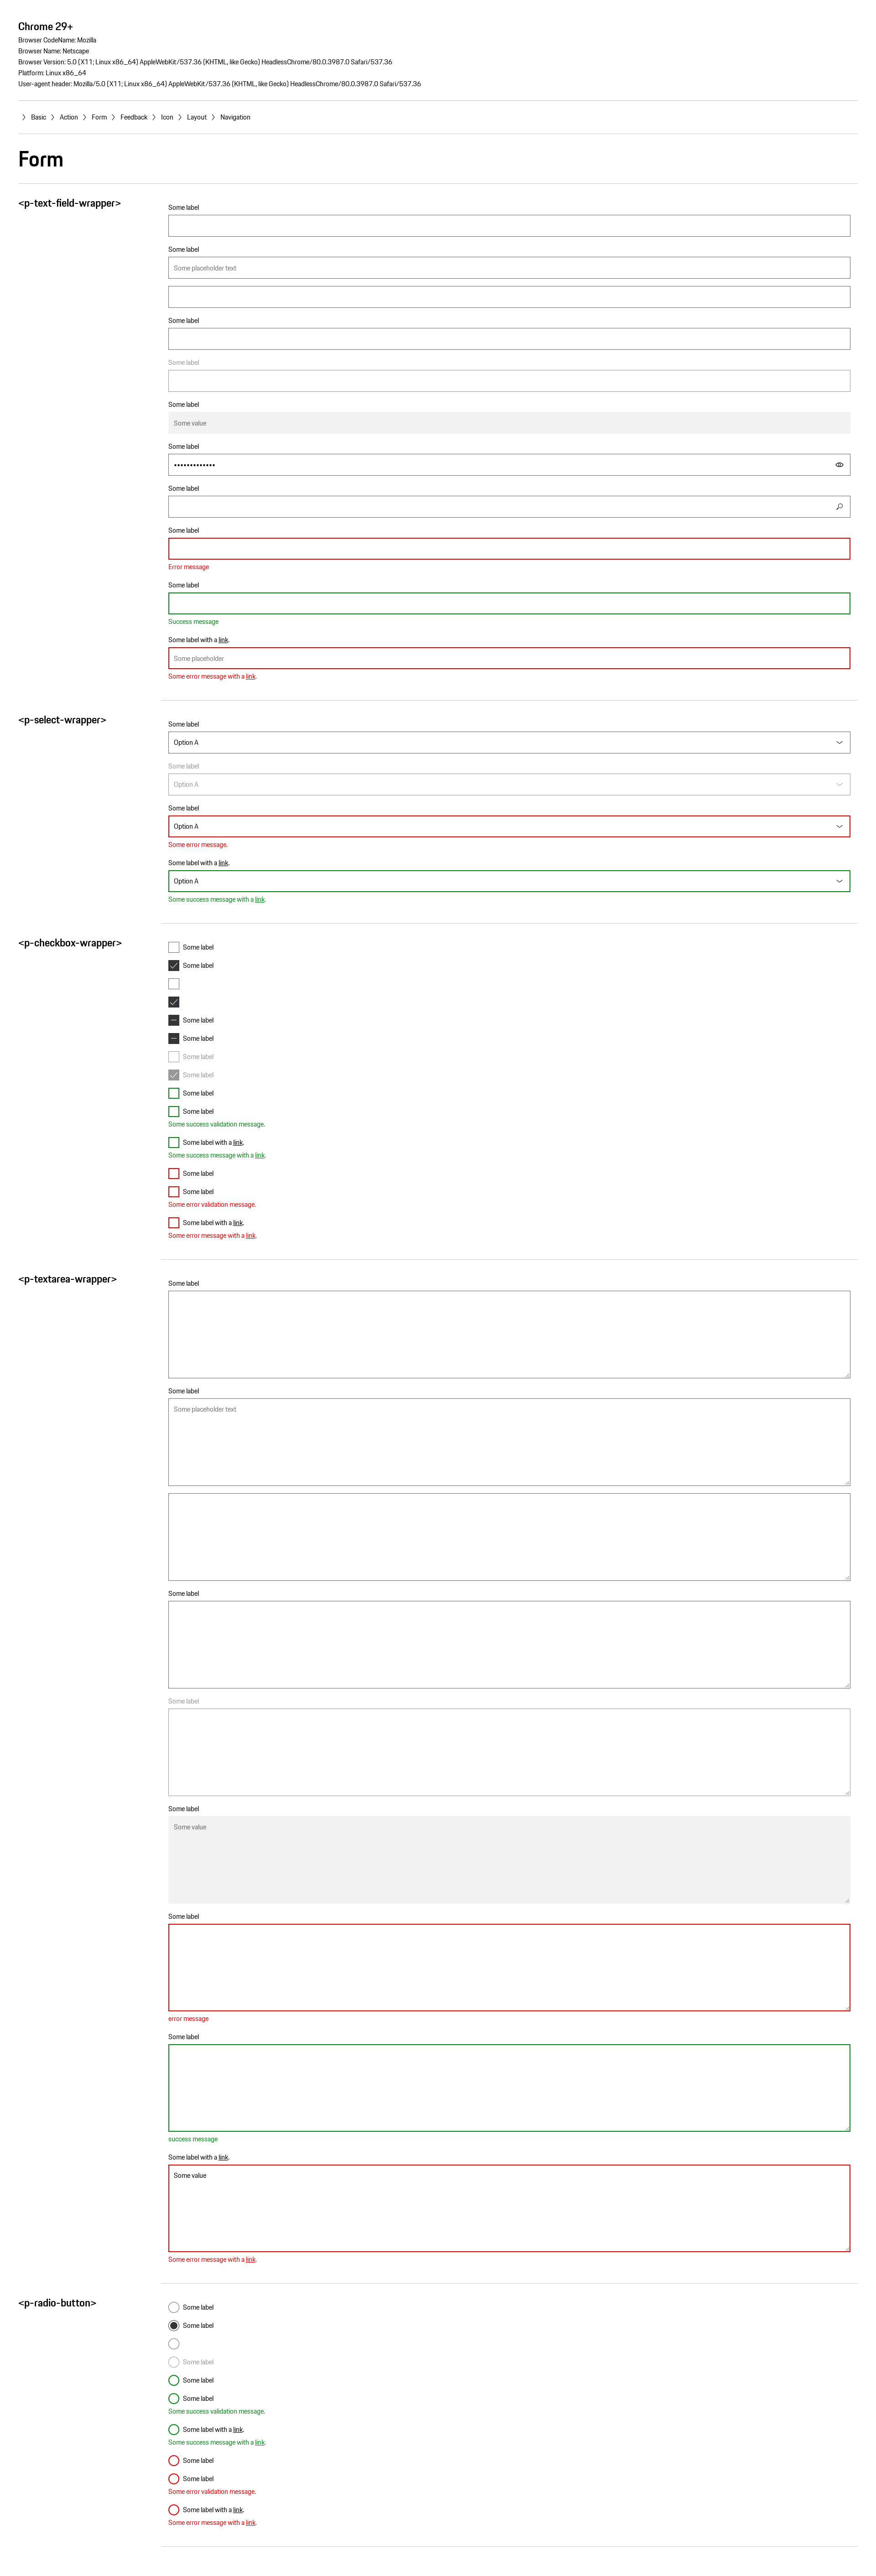 Chrome 29+
Browser CodeName: Mozilla
Browser Name: Netscape
Browser Version: 5.0 (X11; Linux x86_64) AppleWebKit/537.36 (KHTML, like Gecko) HeadlessChrome/80.0.3987.0 Safari/537.36
Platform: Linux x86_64
User-agent header: Mozilla/5.0 (X11; Linux x86_64) AppleWebKit/537.36 (KHTML, like Gecko) HeadlessChrome/80.0.3987.0 Safari/537.36
Basic Action Form Feedback Icon Layout Navigation
Form
<p-text-field-wrapper>
Some label
Some label
Some placeholder text
Some label
Some label
Some label
Some value
Some label
•••••••••••••
Some label
Some label
Error message
Some label
Success message
Some label with a link.
Some placeholder
Some error message with a link.
<p-select-wrapper>
Some label
Option A
Some label
Option A
Some label
Option A
Some error message.
Some label with a link.
Option A
Some success message with a link.
<p-checkbox-wrapper>
Some label
Some label
Some label
Some label
Some label
Some label
Some label
Some label
Some success validation message.
Some label with a link.
Some success message with a link.
Some label
Some label
Some error validation message.
Some label with a link.
Some error message with a link.
<p-textarea-wrapper>
Some label
Some label
Some placeholder text
Some label
Some label
Some label
Some value
Some label
error message
Some label
success message
Some label with a link.
Some value
Some error message with a link.
<p-radio-button>
Some label
Some label
Some label
Some label
Some label
Some success validation message.
Some label with a link.
Some success message with a link.
Some label
Some label
Some error validation message.
Some label with a link.
Some error message with a link.